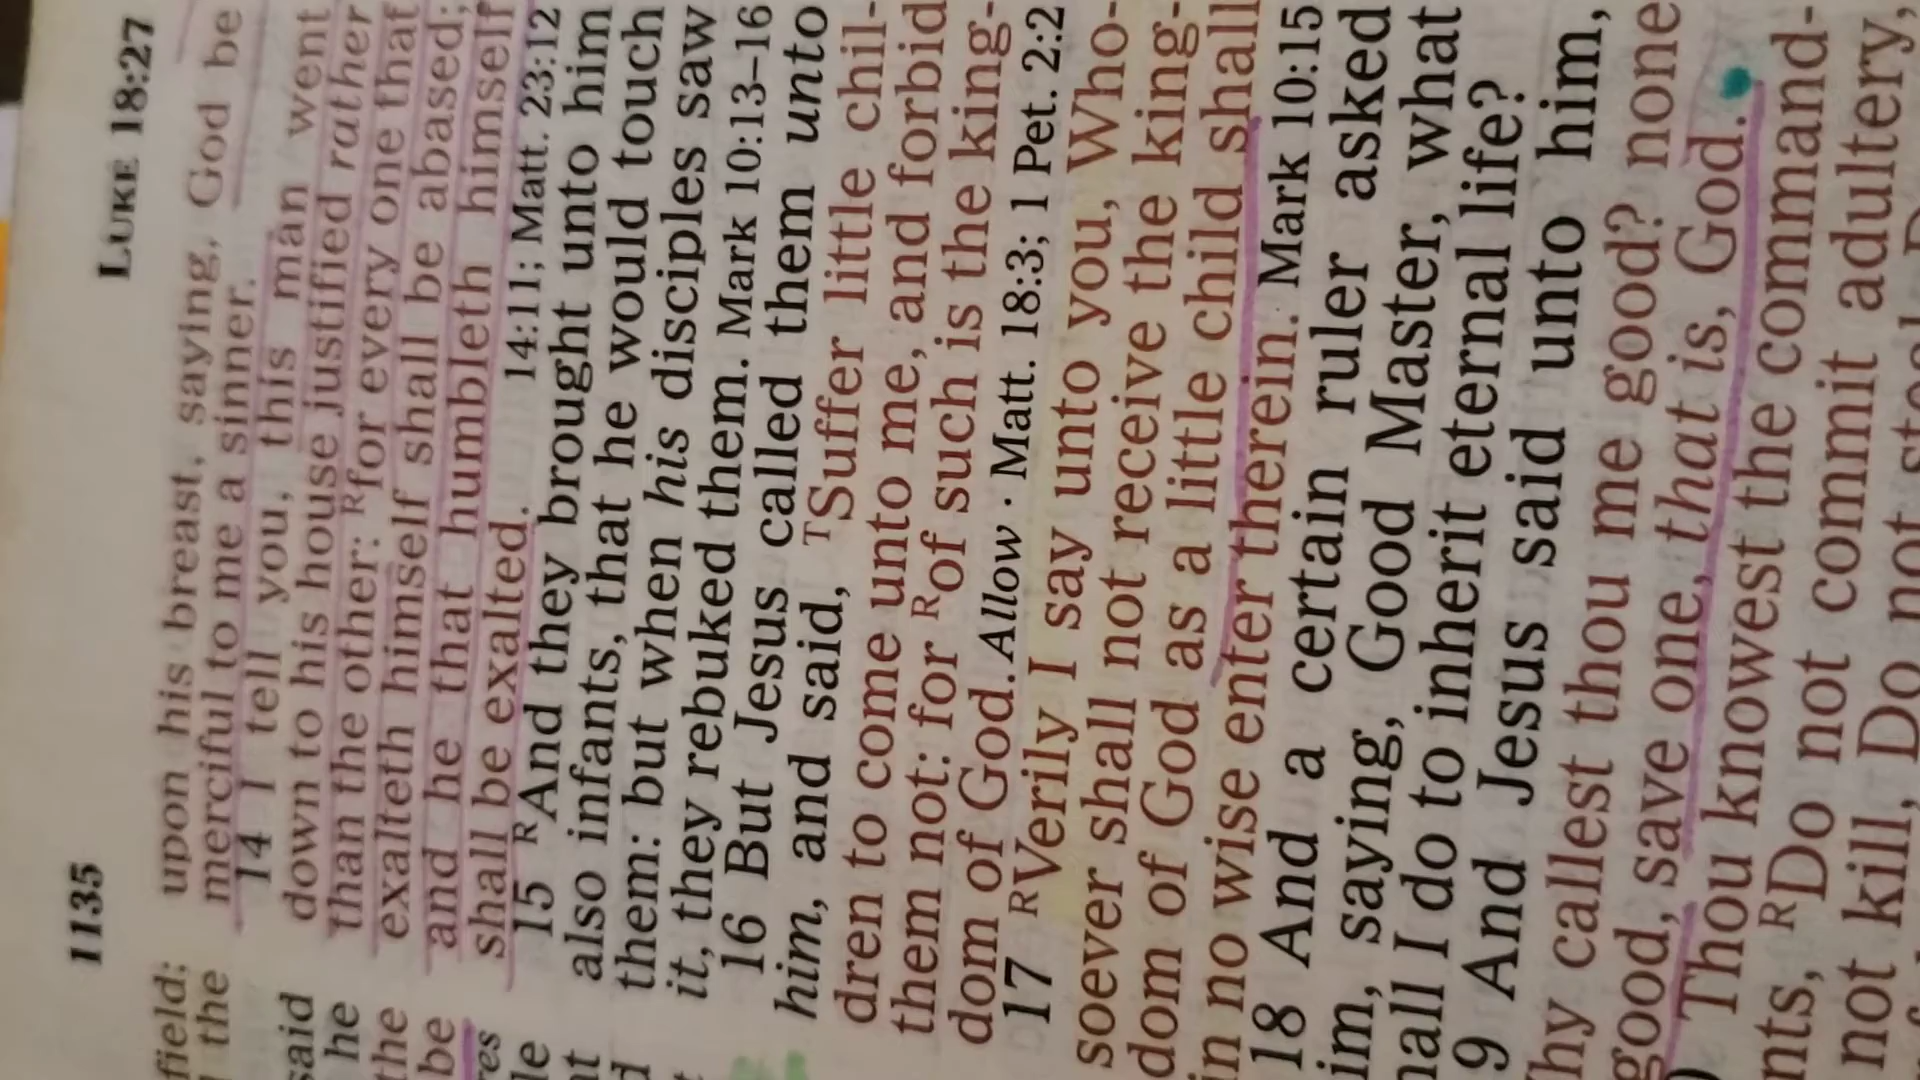 1135
LUKE 18:27
field:
the
said
he
the
be
upon his breast, saying, God be
merciful to me a sinner.
14 I tell you, this man went
down to his house justified rather
than the other: Rfor every one that
exalteth himself shall be abased;
and he that humbleth himself
shall be exalted. 14:11; Matt. 23:12
15 RAnd they brought unto him
also infants, that he would touch
them: but when his disciples saw
it, they rebuked them. Mark 10:13–16
16 But Jesus called them unto
him, and said, TSuffer little chil-
dren to come unto me, and forbid
them not: for Rof such is the king-
dom of God. Allow · Matt. 18:3; 1 Pet. 2:2
17 RVerily I say unto you, Who-
soever shall not receive the king-
dom of God as a little child shall
in no wise enter therein. Mark 10:15
18 And a certain ruler asked
im, saying, Good Master, what
hall I do to inherit eternal life?
9 And Jesus said unto him,
hy callest thou me good? none
good, save one, that is, God.
) Thou knowest the command-
nts, RDo not commit adultery,
not kill, Do not steal,